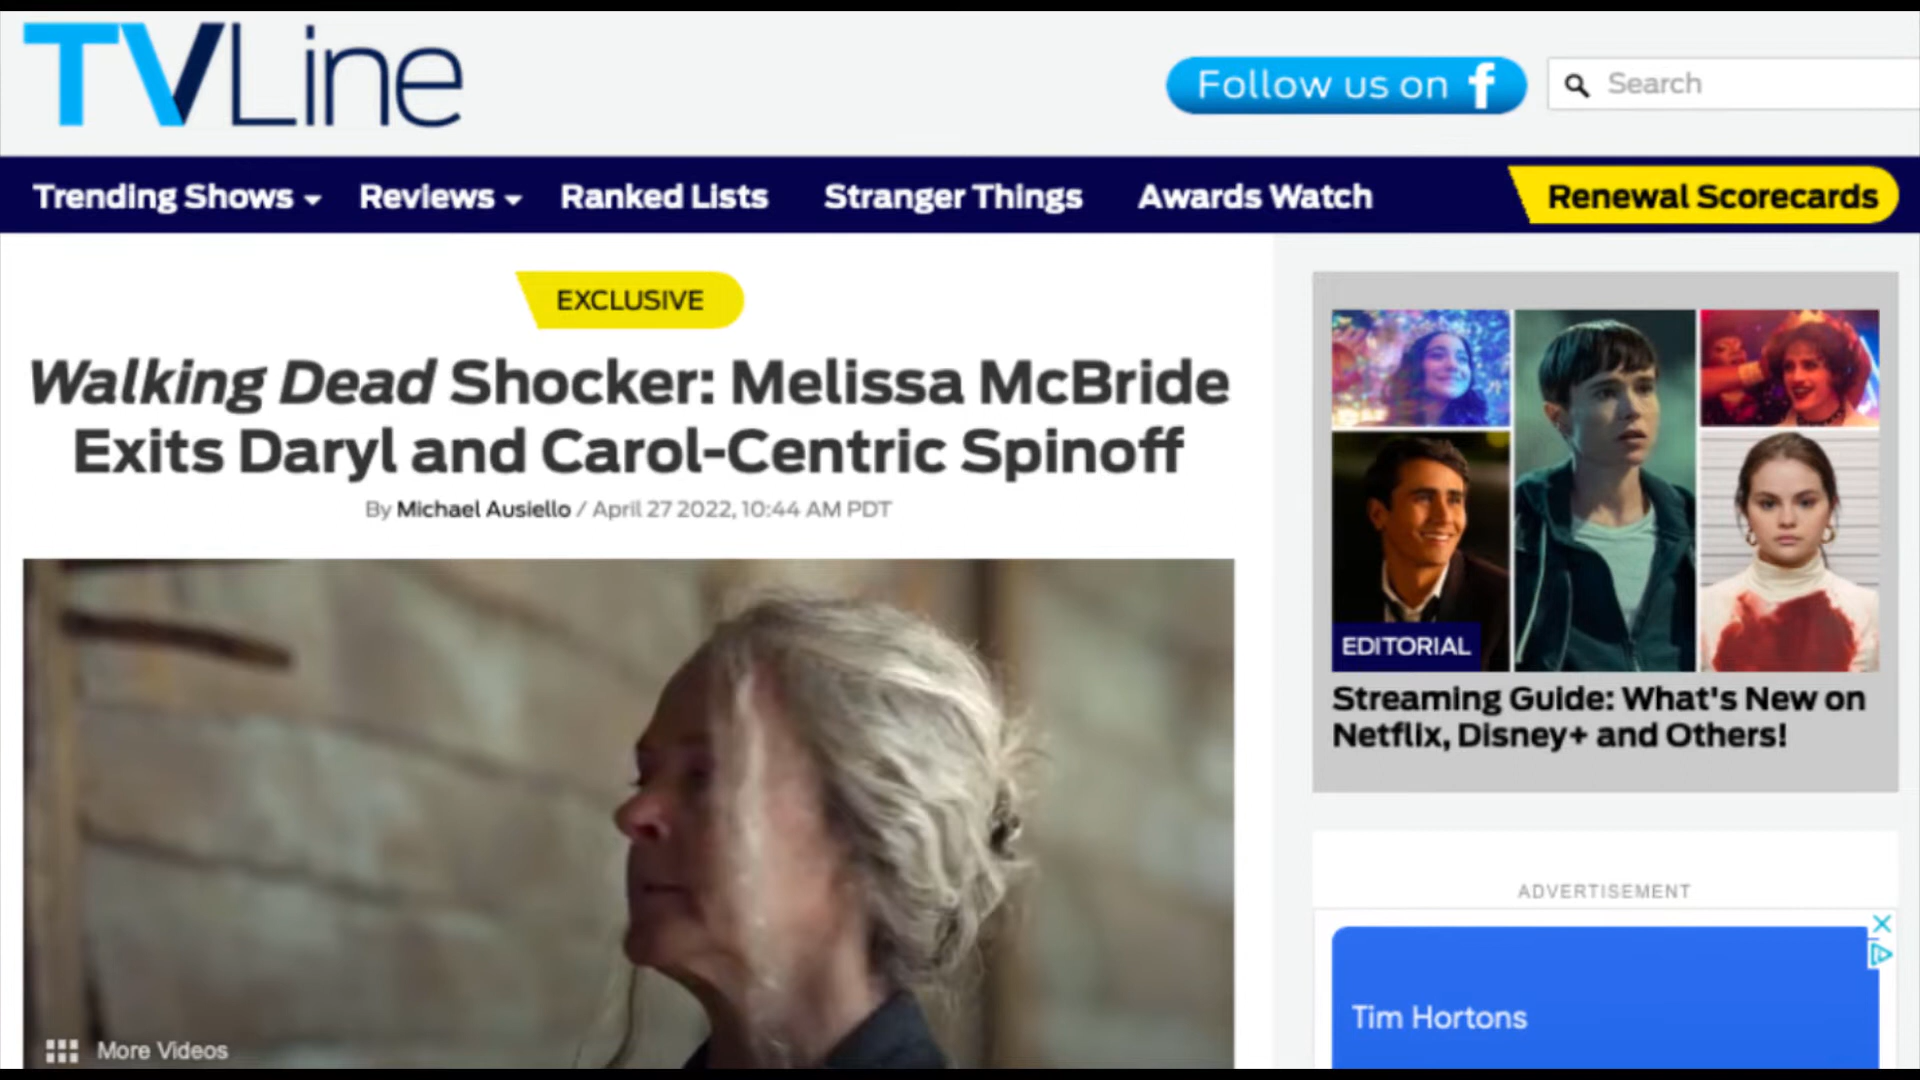 TVLine
Follow us on f
Search
Trending Shows
Reviews
Ranked Lists
Stranger Things
Awards Watch
Renewal Scorecards
EXCLUSIVE
Walking Dead Shocker: Melissa McBride
Exits Daryl and Carol-Centric Spinoff
By Michael Ausiello / April 27 2022, 10:44 AM PDT
More Videos
EDITORIAL
Streaming Guide: What's New on
Netflix, Disney+ and Others!
ADVERTISEMENT
Tim Hortons